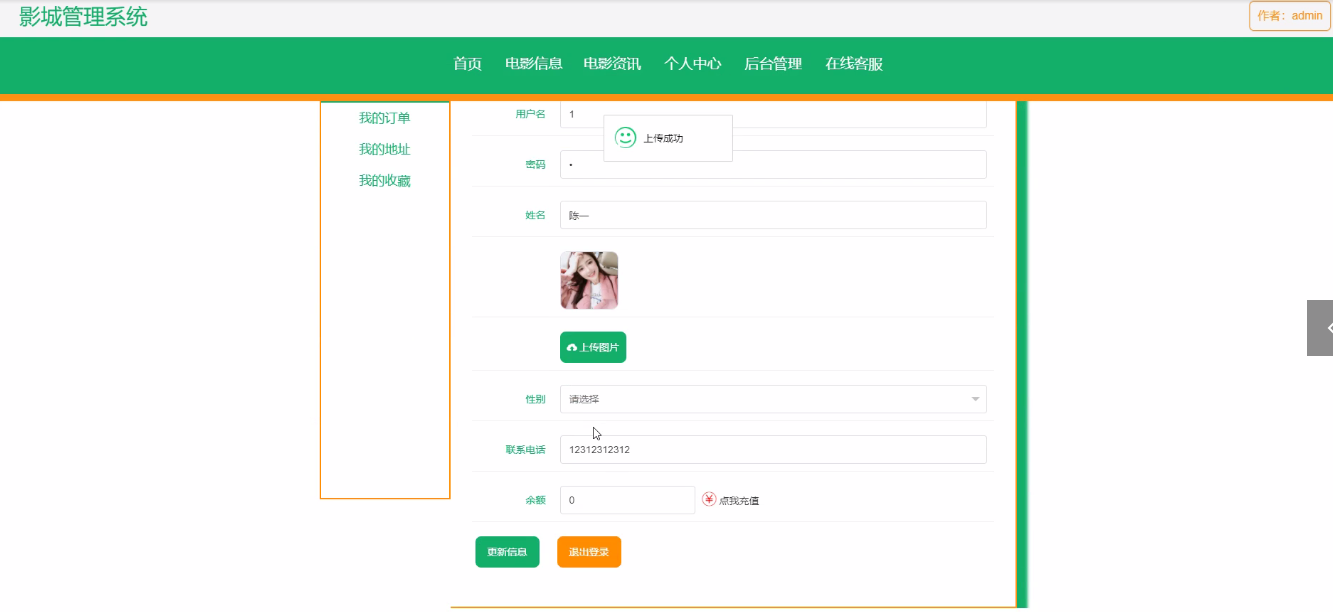 影城管理系统
作者：admin
首页 电影信息 电影资讯 个人中心 后台管理 在线客服
我的订单
我的地址
我的收藏
用户名 1
上传成功
密码 •
姓名 陈一
上传图片
性别 请选择
联系电话 12312312312
余额 0 点我充值
更新信息 退出登录